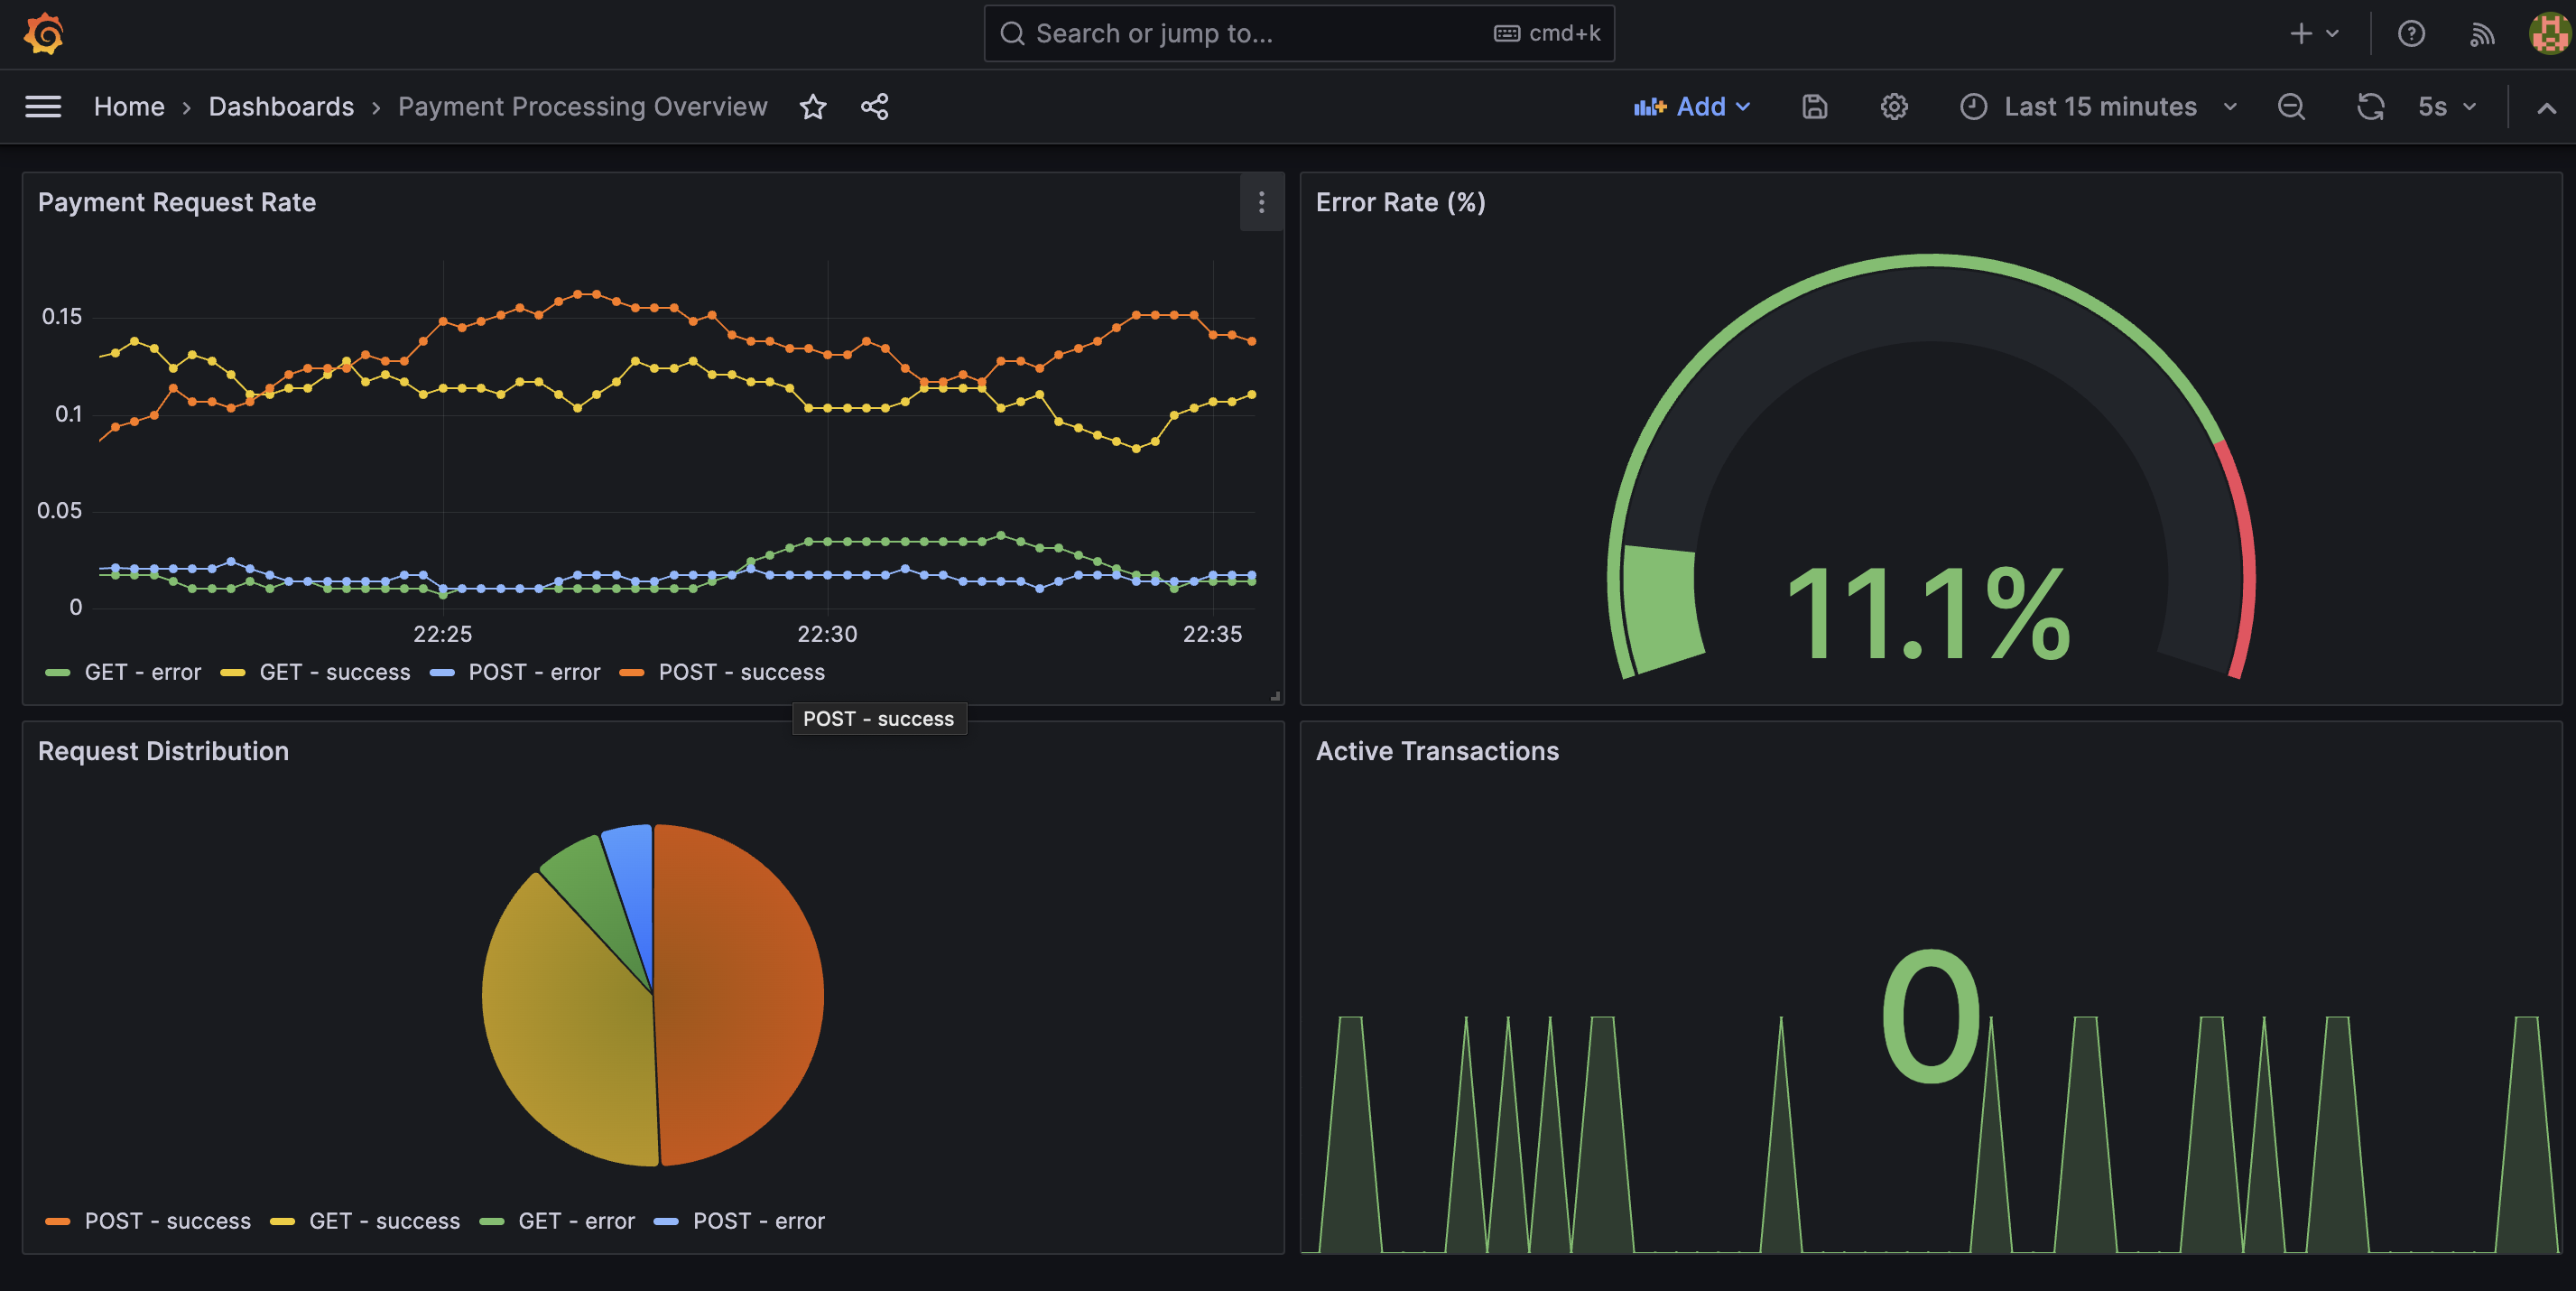 Search or jump to... cmd+k
Home › Dashboards › Payment Processing Overview Add Last 15 minutes 5s
Payment Request Rate
0.15
0.1
0.05
0
22:25 22:30 22:35
GET - error GET - success POST - error POST - success
Error Rate (%)
11.1%
POST - success
Request Distribution
POST - success GET - success GET - error POST - error
Active Transactions
0